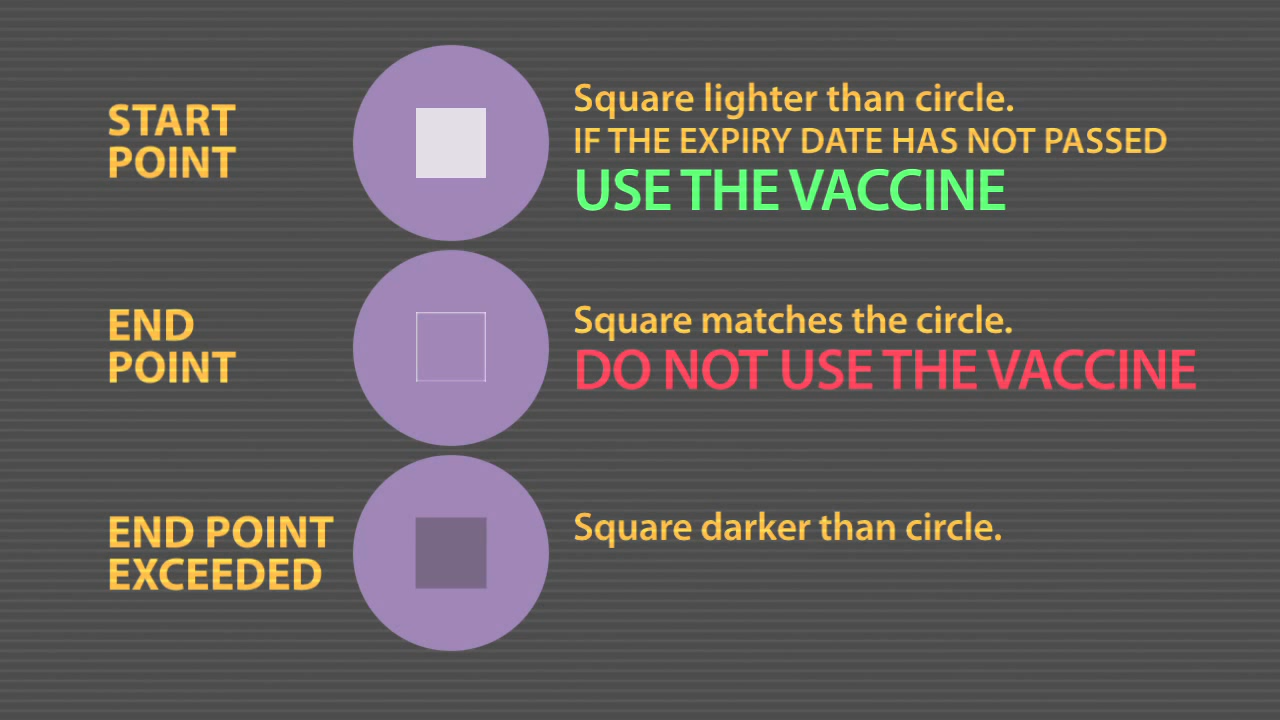 START
POINT
Square lighter than circle.
IF THE EXPIRY DATE HAS NOT PASSED
USE THE VACCINE
END
POINT
Square matches the circle.
DO NOT USE THE VACCINE
END POINT
EXCEEDED
Square darker than circle.